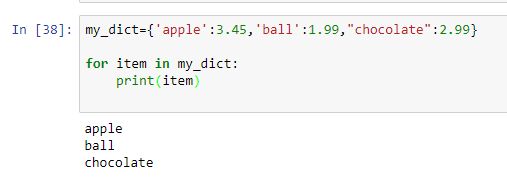 In [38]: my_dict={'apple':3.45,'ball':1.99,"chocolate":2.99}
for item in my_dict:
    print(item)
apple
ball
chocolate